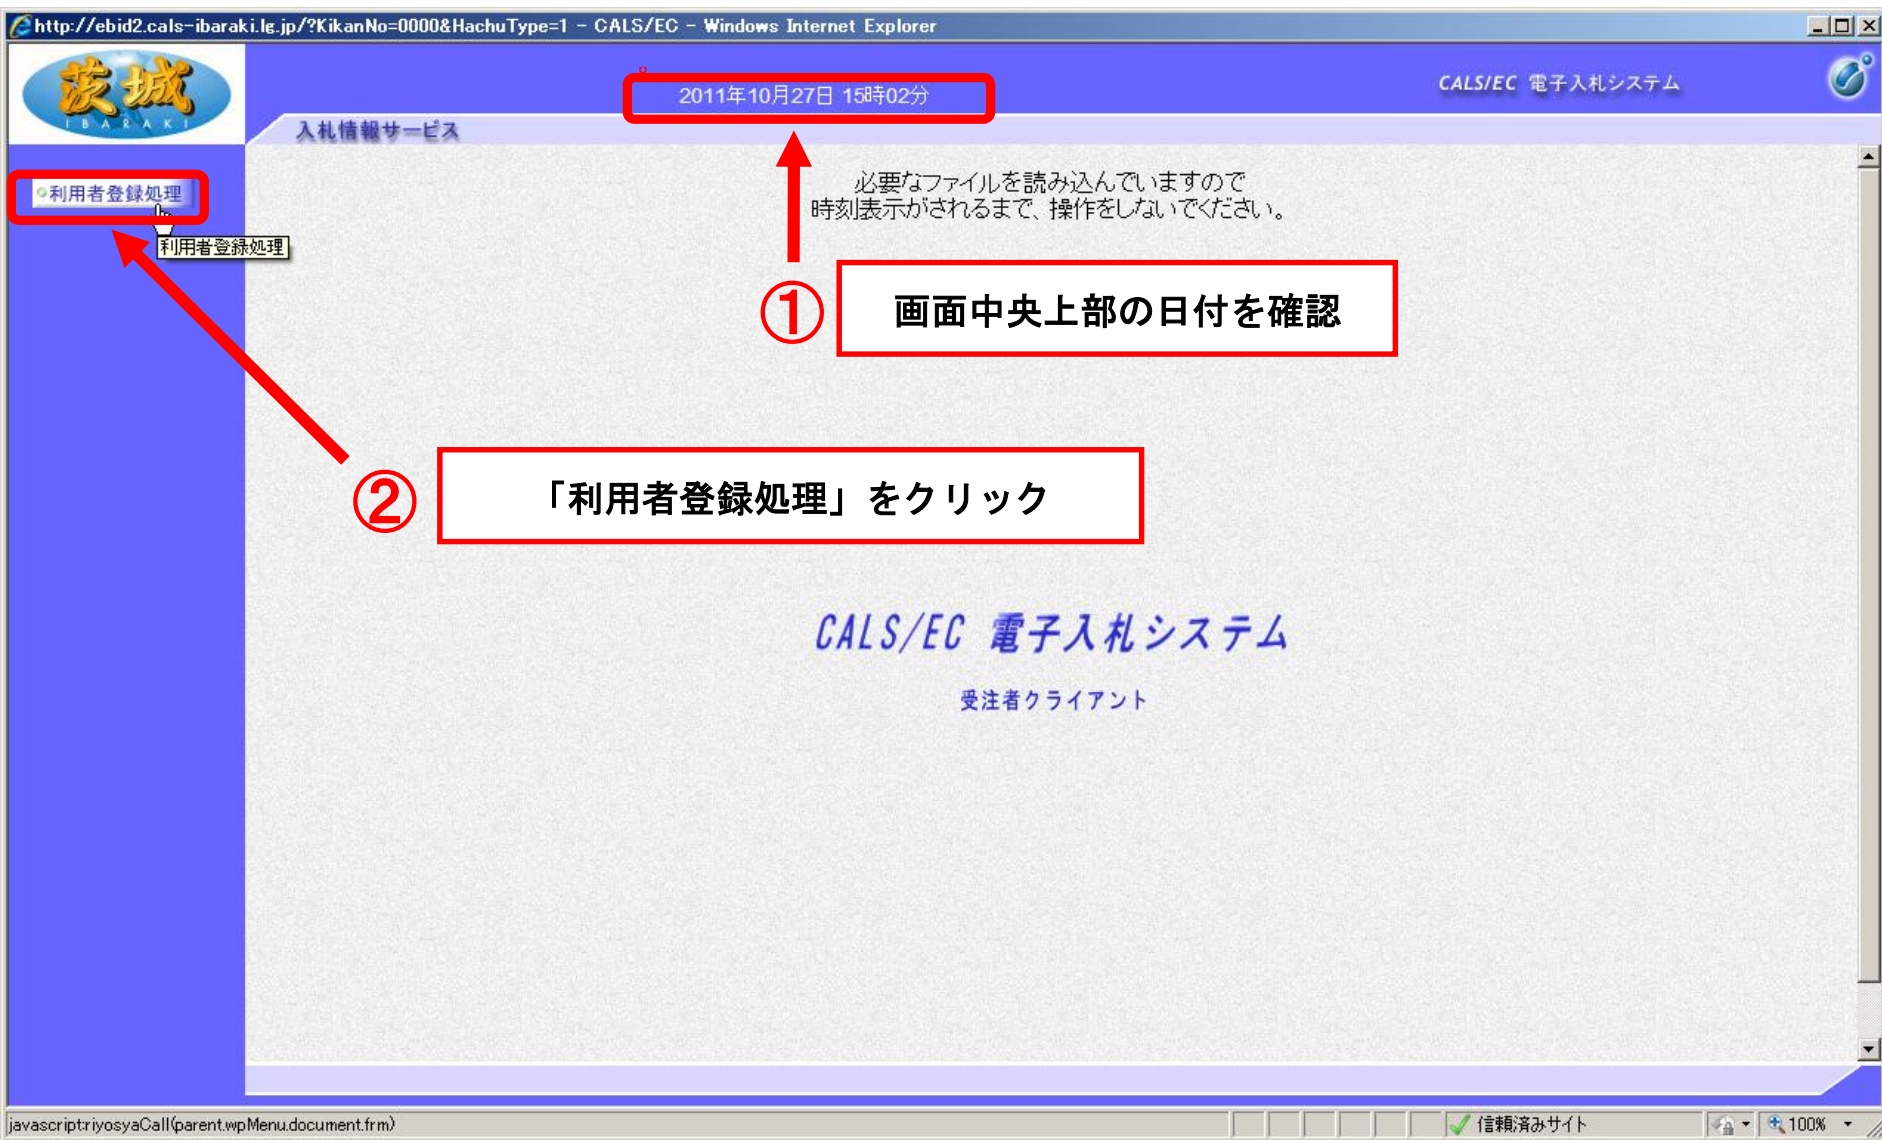 http://ebid2.cals-ibaraki.lg.jp/?KikanNo=0000&HachuType=1 - CALS/EC - Windows Internet Explorer
茨城
IBARAKI
2011年10月27日 15時02分
CALS/EC 電子入札システム
入札情報サービス
利用者登録処理
利用者登録処理
必要なファイルを読み込んでいますので
時刻表示がされるまで、操作をしないでください。
① 画面中央上部の日付を確認
② 「利用者登録処理」をクリック
CALS/EC 電子入札システム
受注者クライアント
javascript:riyosyaCall(parent.wpMenu.document.frm)
信頼済みサイト
100%